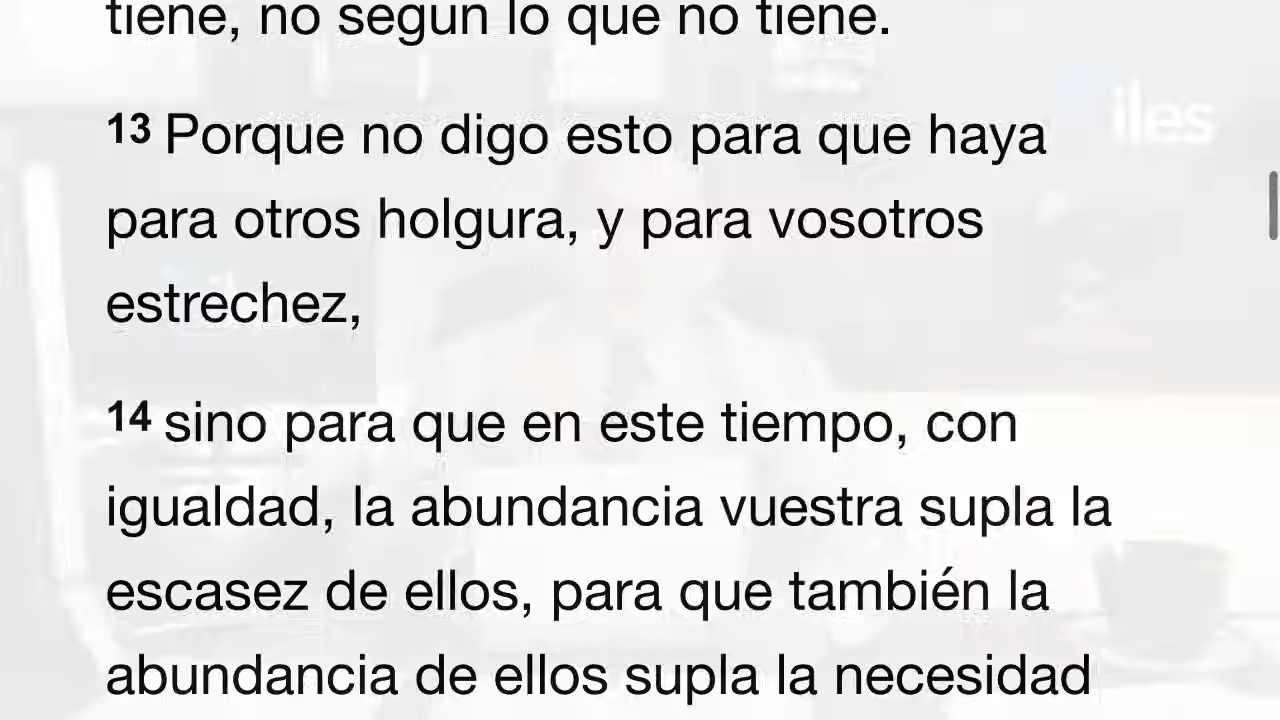 tiene, no según lo que no tiene.
iles
13 Porque no digo esto para que haya
para otros holgura, y para vosotros
estrechez,
14 sino para que en este tiempo, con
igualdad, la abundancia vuestra supla la
escasez de ellos, para que también la
abundancia de ellos supla la necesidad